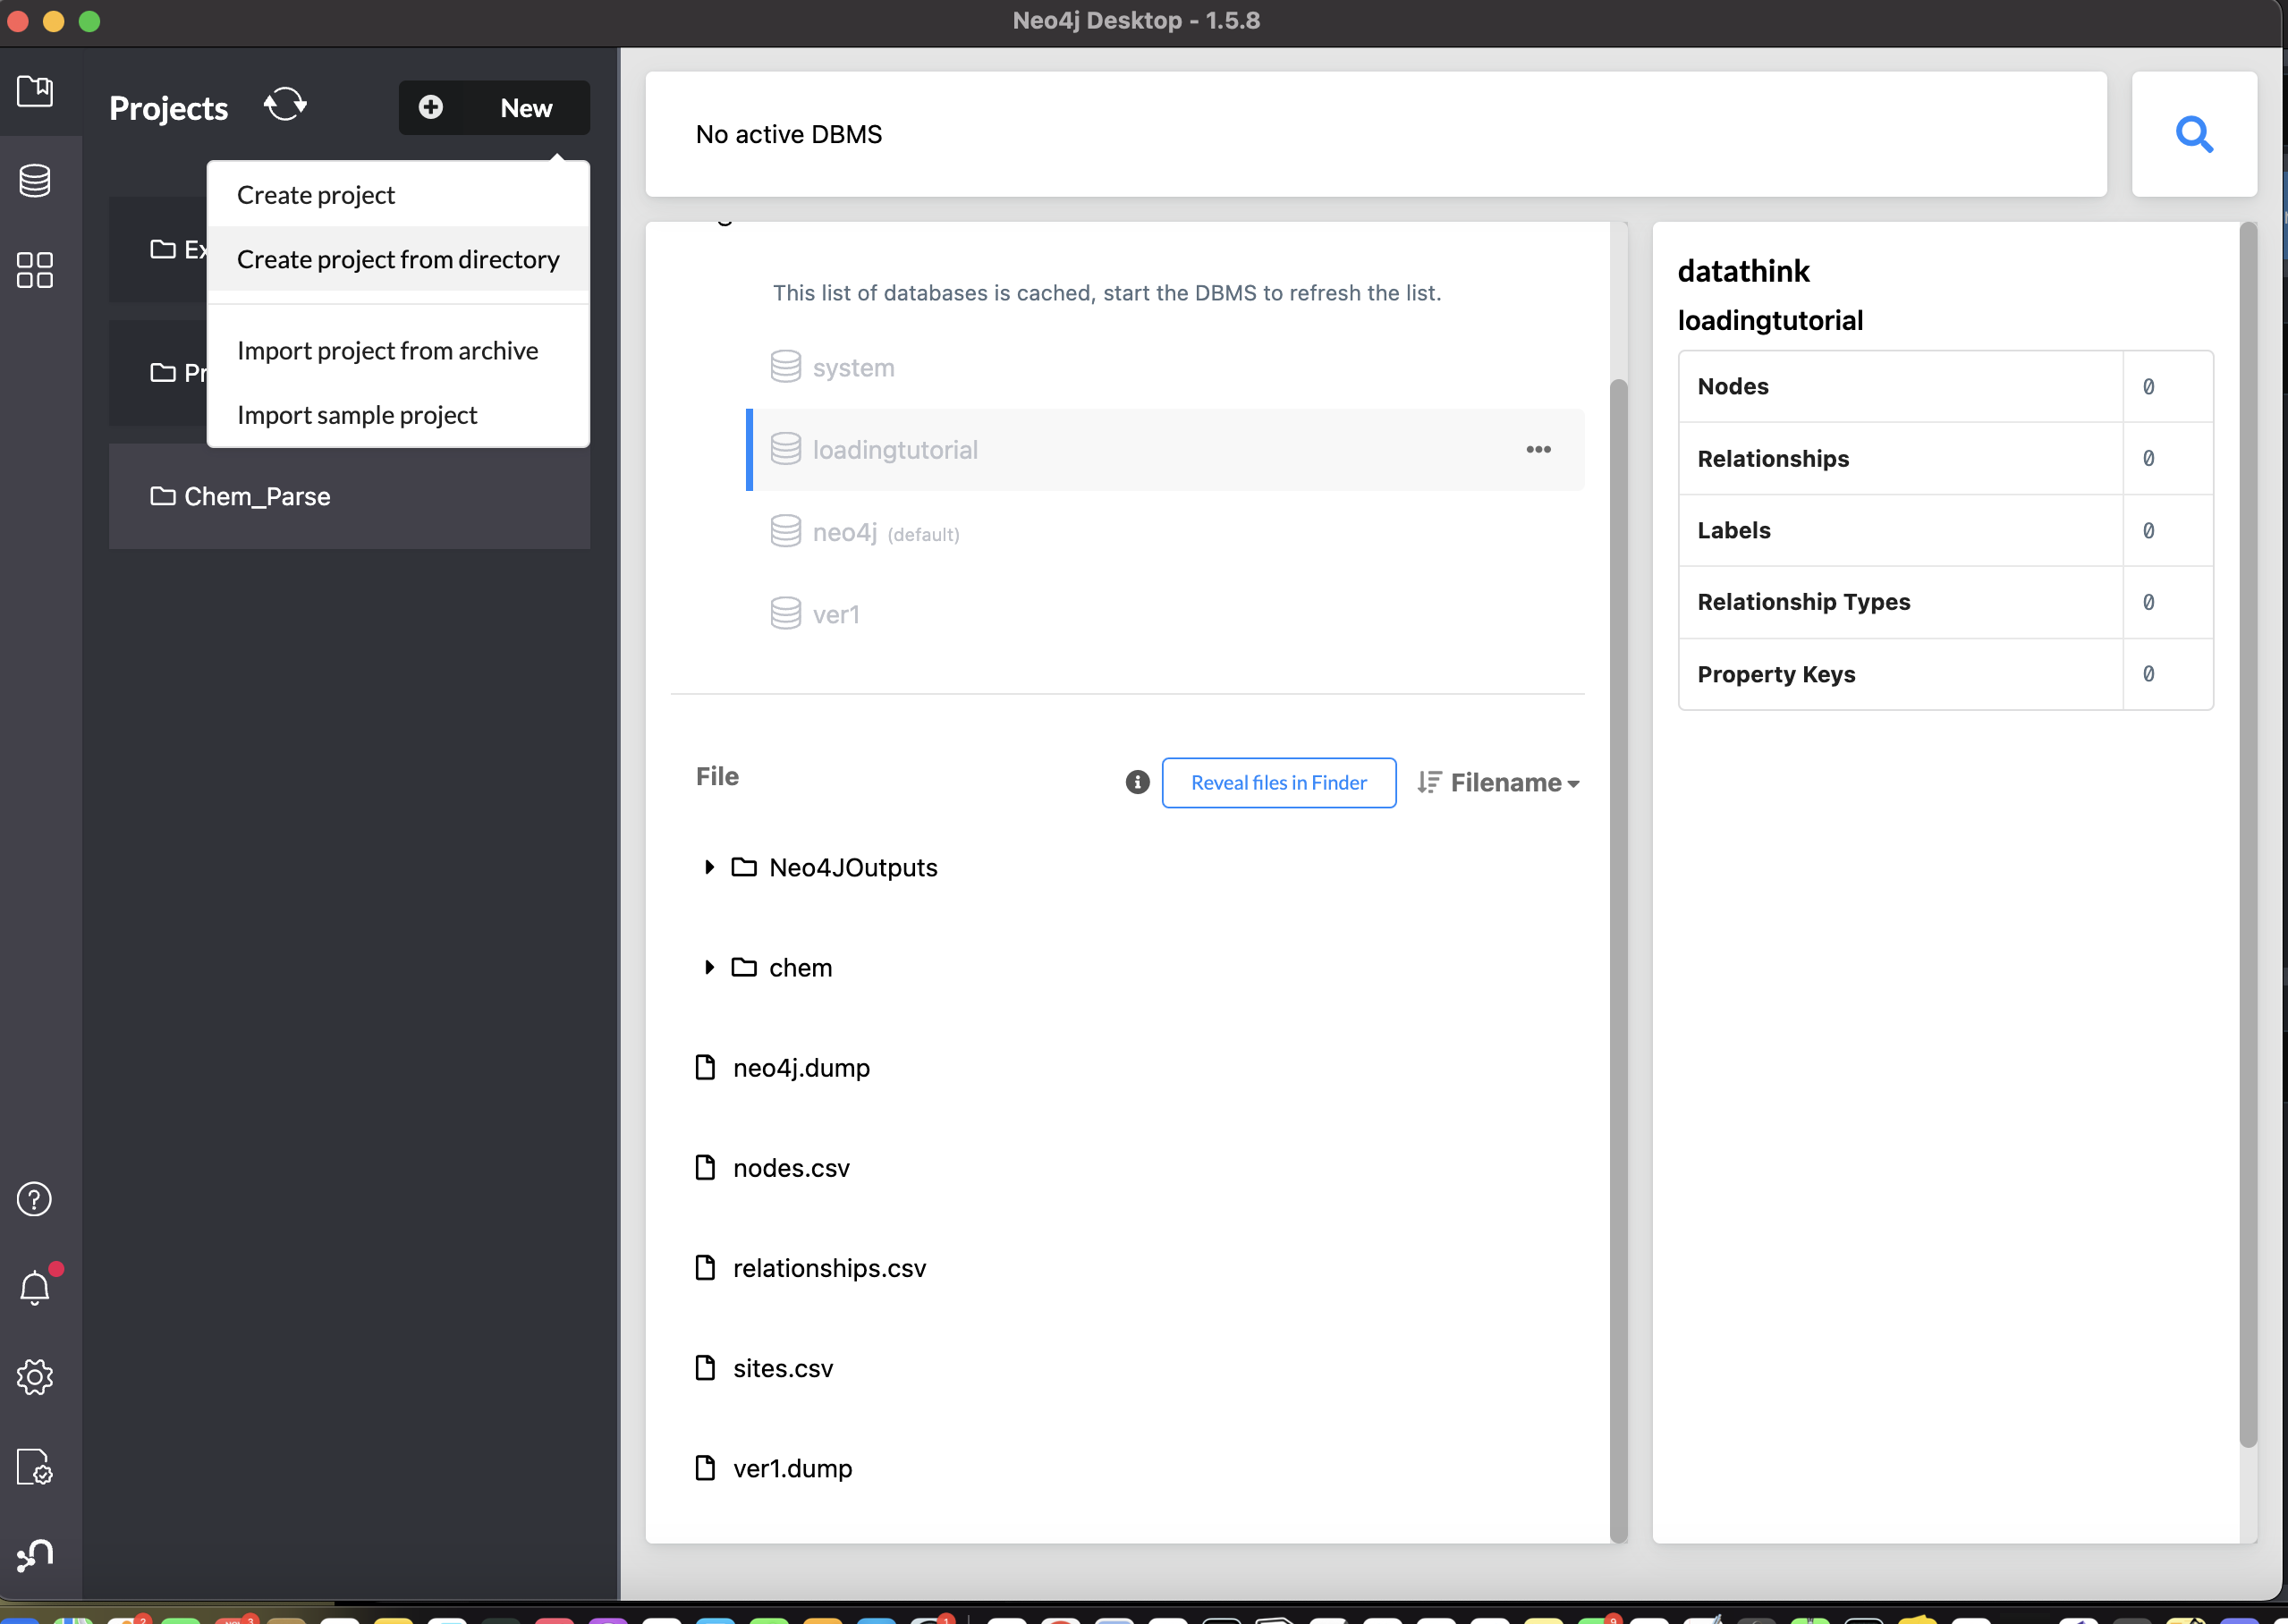 Neo4j Desktop - 1.5.8
Projects
New
Create project
Create project from directory
Import project from archive
Import sample project
Ex
Pr
Chem_Parse
No active DBMS
This list of databases is cached, start the DBMS to refresh the list.
system
loadingtutorial
neo4j (default)
ver1
File
Reveal files in Finder
Filename
Neo4JOutputs
chem
neo4j.dump
nodes.csv
relationships.csv
sites.csv
ver1.dump
datathink
loadingtutorial
Nodes 0
Relationships 0
Labels 0
Relationship Types 0
Property Keys 0